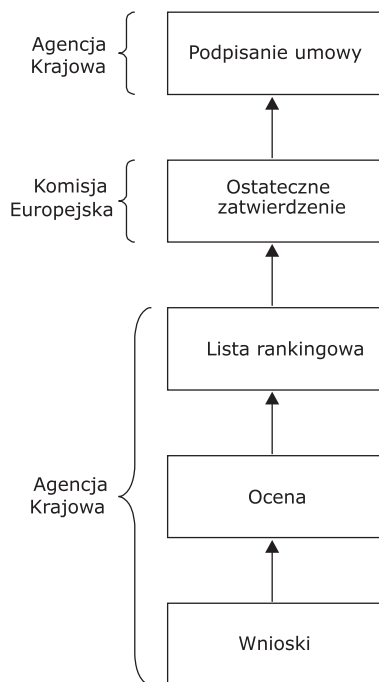 Agencja
Krajowa
Podpisanie umowy
Komisja
Europejska
Ostateczne
zatwierdzenie
Lista rankingowa
Agencja
Krajowa
Ocena
Wnioski